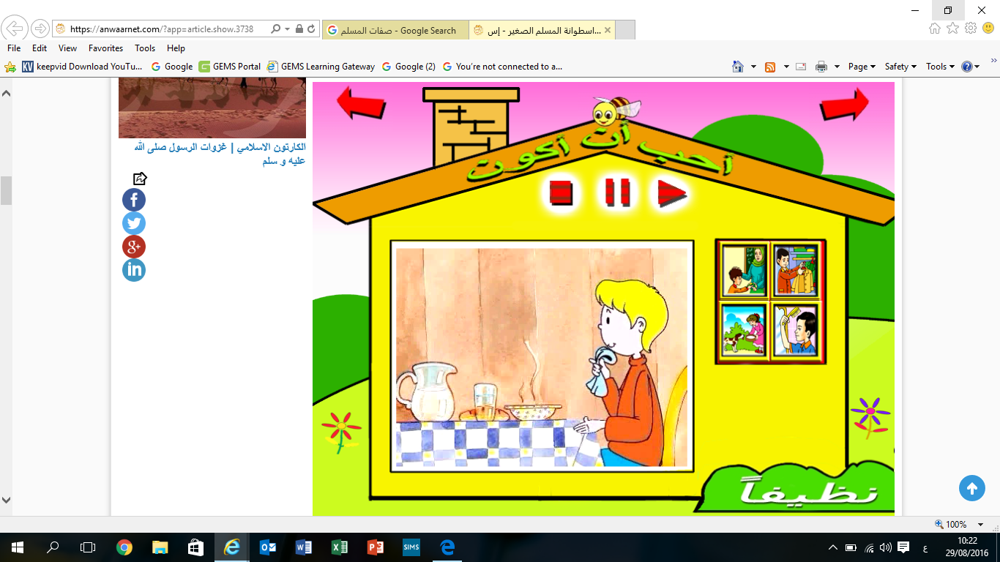 https://anwaarnet.com/?app=article.show.3738
صفات المسلم - Google Search
اسطوانة المسلم الصغير - إس...
File Edit View Favorites Tools Help
keepvid Download YouTu... Google GEMS Portal GEMS Learning Gateway Google (2) You're not connected to a...
Page Safety Tools
الكارتون الاسلامي | غزوات الرسول صلى الله
عليه و سلم
أحب أن أكون
نظيفاً
100%
SIMS
ع
10:22
29/08/2016